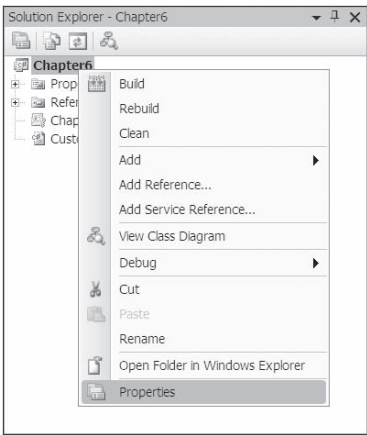 Solution Explorer - Chapter6
Chapter6
Prop
Refer
Chap
Custo
Build
Rebuild
Clean
Add
Add Reference...
Add Service Reference...
View Class Diagram
Debug
Cut
Paste
Rename
Open Folder in Windows Explorer
Properties